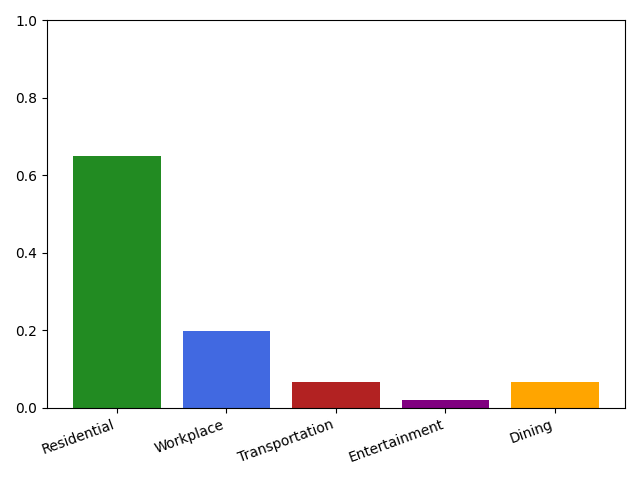 1.0
0.8
0.6
0.4
0.2
0.0
Residential
Workplace
Transportation
Entertainment
Dining